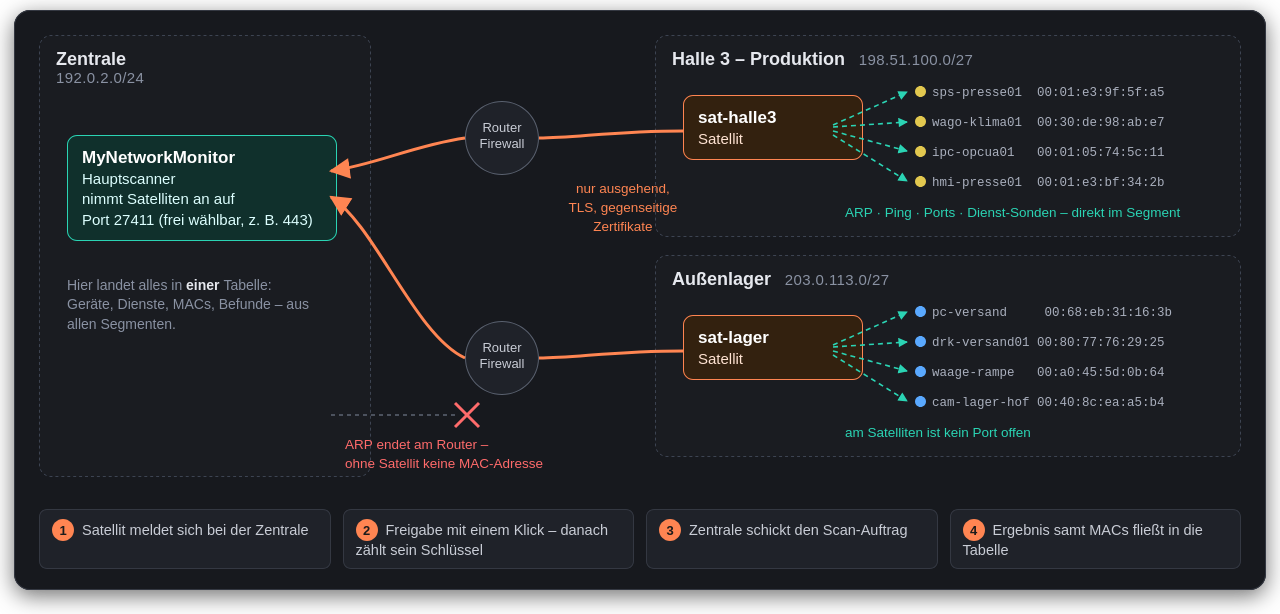 Zentrale
192.0.2.0/24
MyNetworkMonitor
Hauptscanner
nimmt Satelliten an auf
Port 27411 (frei wählbar, z. B. 443)
Hier landet alles in einer Tabelle:
Geräte, Dienste, MACs, Befunde – aus
allen Segmenten.
Router
Firewall
nur ausgehend,
TLS, gegenseitige
Zertifikate
Router
Firewall
ARP endet am Router –
ohne Satellit keine MAC-Adresse
Halle 3 – Produktion 198.51.100.0/27
sat-halle3
Satellit
sps-presse01 00:01:e3:9f:5f:a5
wago-klima01 00:30:de:98:ab:e7
ipc-opcua01 00:01:05:74:5c:11
hmi-presse01 00:01:e3:bf:34:2b
ARP · Ping · Ports · Dienst-Sonden – direkt im Segment
Außenlager 203.0.113.0/27
sat-lager
Satellit
pc-versand 00:68:eb:31:16:3b
drk-versand01 00:80:77:76:29:25
waage-rampe 00:a0:45:5d:0b:64
cam-lager-hof 00:40:8c:ea:a5:b4
am Satelliten ist kein Port offen
1 Satellit meldet sich bei der Zentrale
2 Freigabe mit einem Klick – danach
zählt sein Schlüssel
3 Zentrale schickt den Scan-Auftrag
4 Ergebnis samt MACs fließt in die
Tabelle